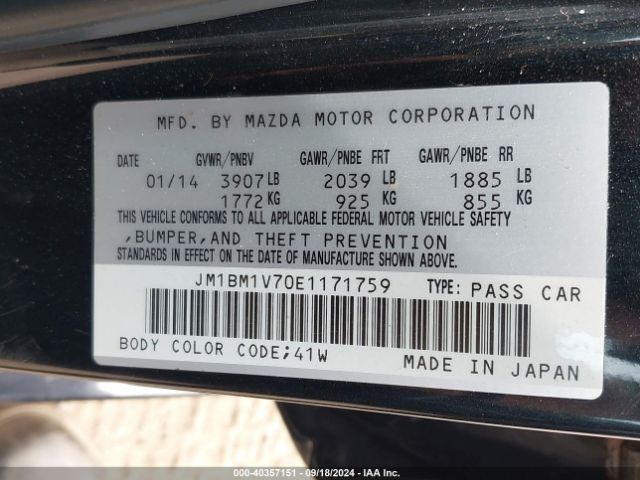 MFD. BY MAZDA MOTOR CORPORATION
DATE GVWR/PNBV GAWR/PNBE FRT GAWR/PNBE RR
01/14 3907 LB 2039 LB 1885 LB
1772 KG 925 KG 855 KG
THIS VEHICLE CONFORMS TO ALL APPLICABLE FEDERAL MOTOR VEHICLE SAFETY
,BUMPER,AND THEFT PREVENTION
STANDARDS IN EFFECT ON THE DATE OF MANUFACTURE SHOWN ABOVE.
JM1BM1V70E1171759 TYPE: PASS CAR
BODY COLOR CODE;41W MADE IN JAPAN
000-40357151 - 09/18/2024 - IAA Inc.